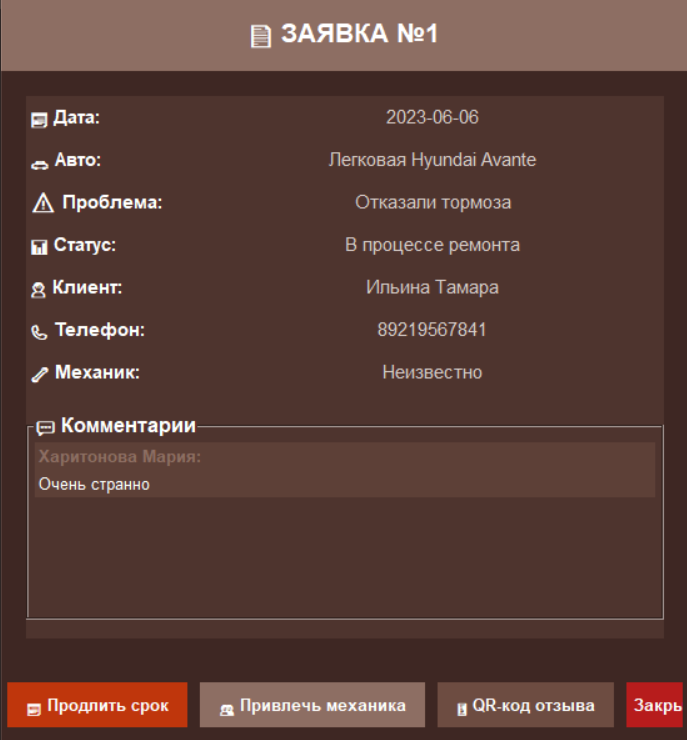 ЗАЯВКА №1
Дата: 2023-06-06
Авто: Легковая Hyundai Avante
Проблема: Отказали тормоза
Статус: В процессе ремонта
Клиент: Ильина Тамара
Телефон: 89219567841
Механик: Неизвестно
Комментарии
Харитонова Мария:
Очень странно
Продлить срок Привлечь механика QR-код отзыва Закры